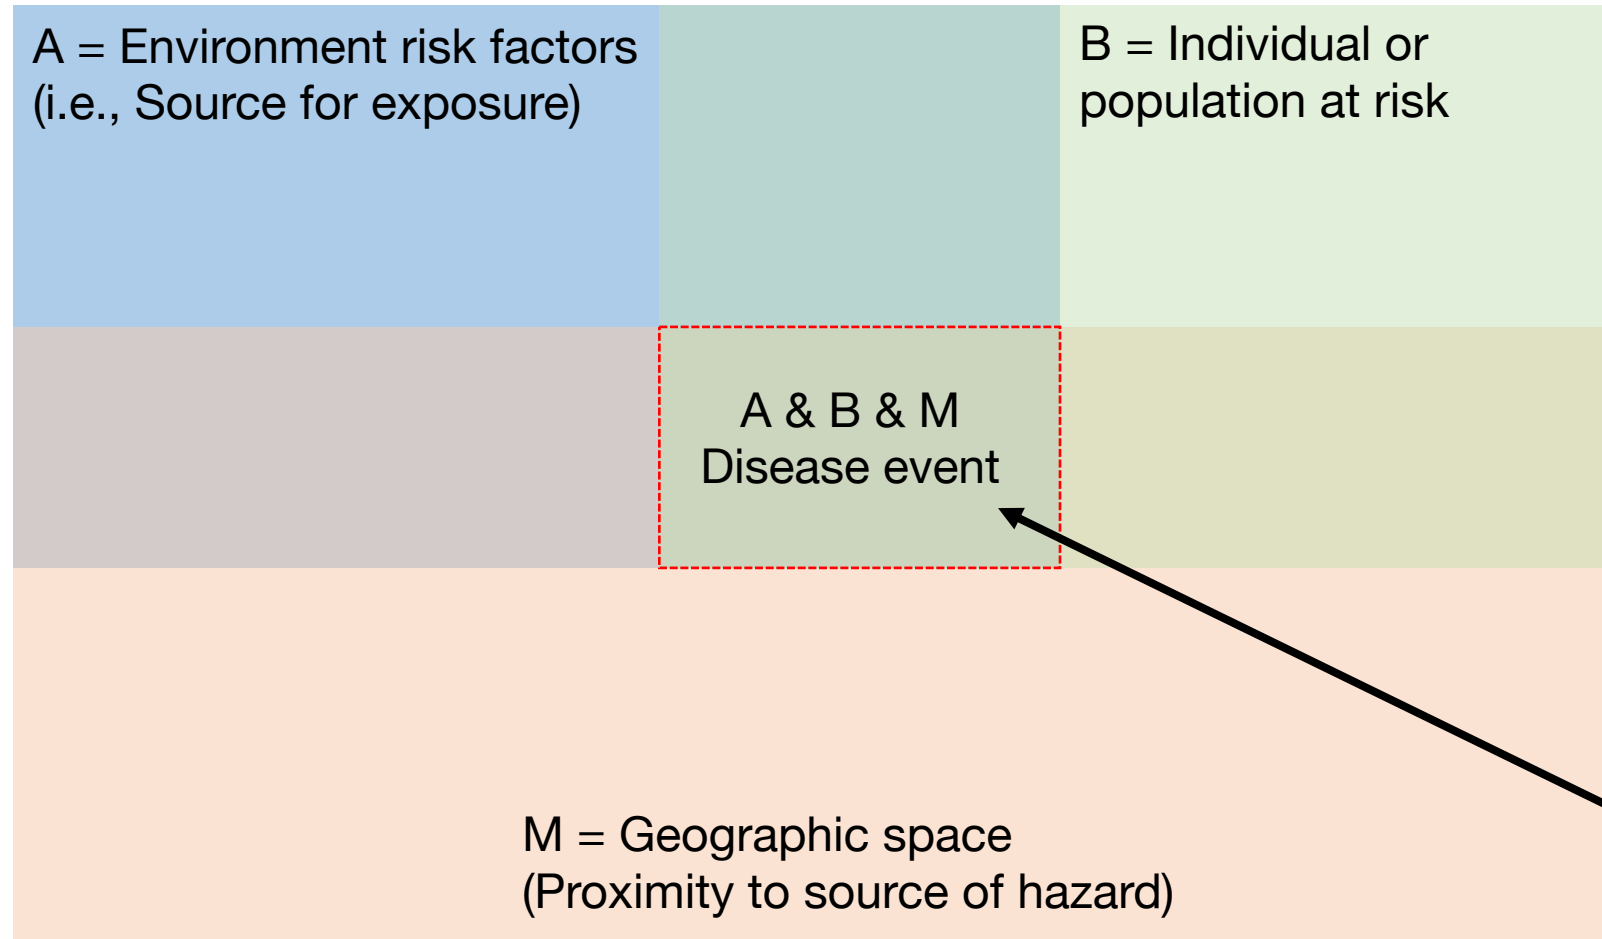 A = Environment risk factors
(i.e., Source for exposure)
B = Individual or
population at risk
A & B & M
Disease event
M = Geographic space
(Proximity to source of hazard)